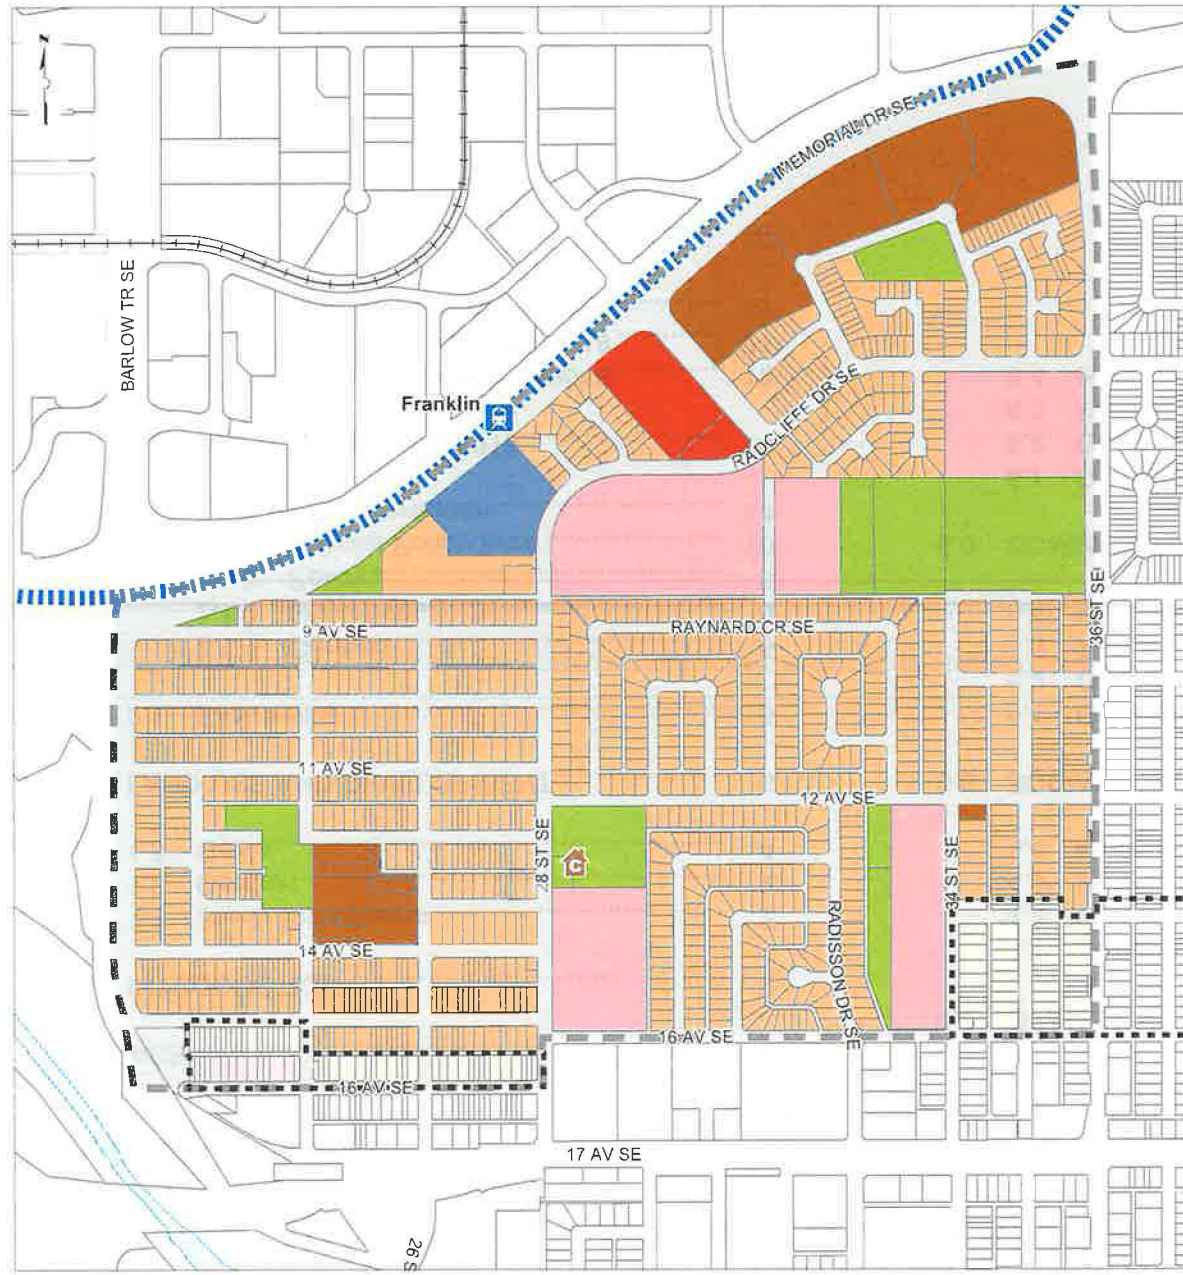 N
MEMORIAL DR SE
BARLOW TR SE
Franklin
RADCLIFFE DR SE
36 ST SE
9 AV SE
RAYNARD CR SE
11 AV SE
12 AV SE
28 ST SE
C
34 ST SE
RADISSON DR SE
14 AV SE
16 AV SE
16 AV SE
17 AV SE
26 S